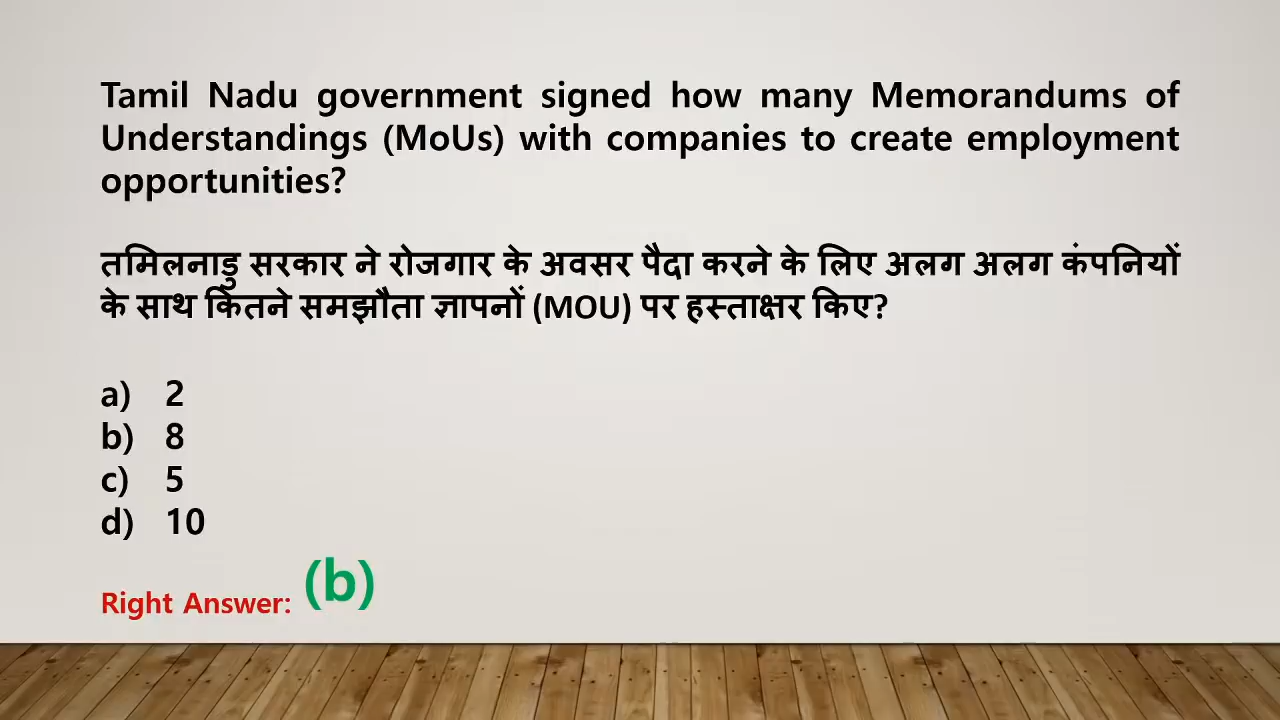 Tamil Nadu government signed how many Memorandums of
Understandings (MoUs) with companies to create employment
opportunities?
तमिलनाडु सरकार ने रोजगार के अवसर पैदा करने के लिए अलग अलग कंपनियों
के साथ कितने समझौता ज्ञापनों (MOU) पर हस्ताक्षर किए?
a) 2
b) 8
c) 5
d) 10
Right Answer: (b)